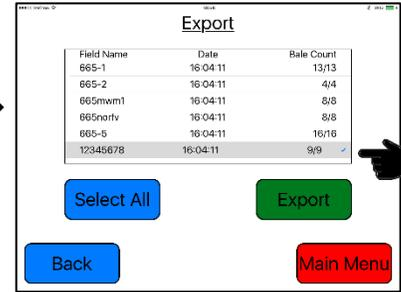 Export
Field Name Date Bale Count
665-1 16:04:11 13/13
665-2 16:04:11 4/4
665mwm1 16:04:11 8/8
665norfv 16:04:11 8/8
665-5 16:04:11 16/16
12345678 16:04:11 9/9
Select All Export
Back Main Menu